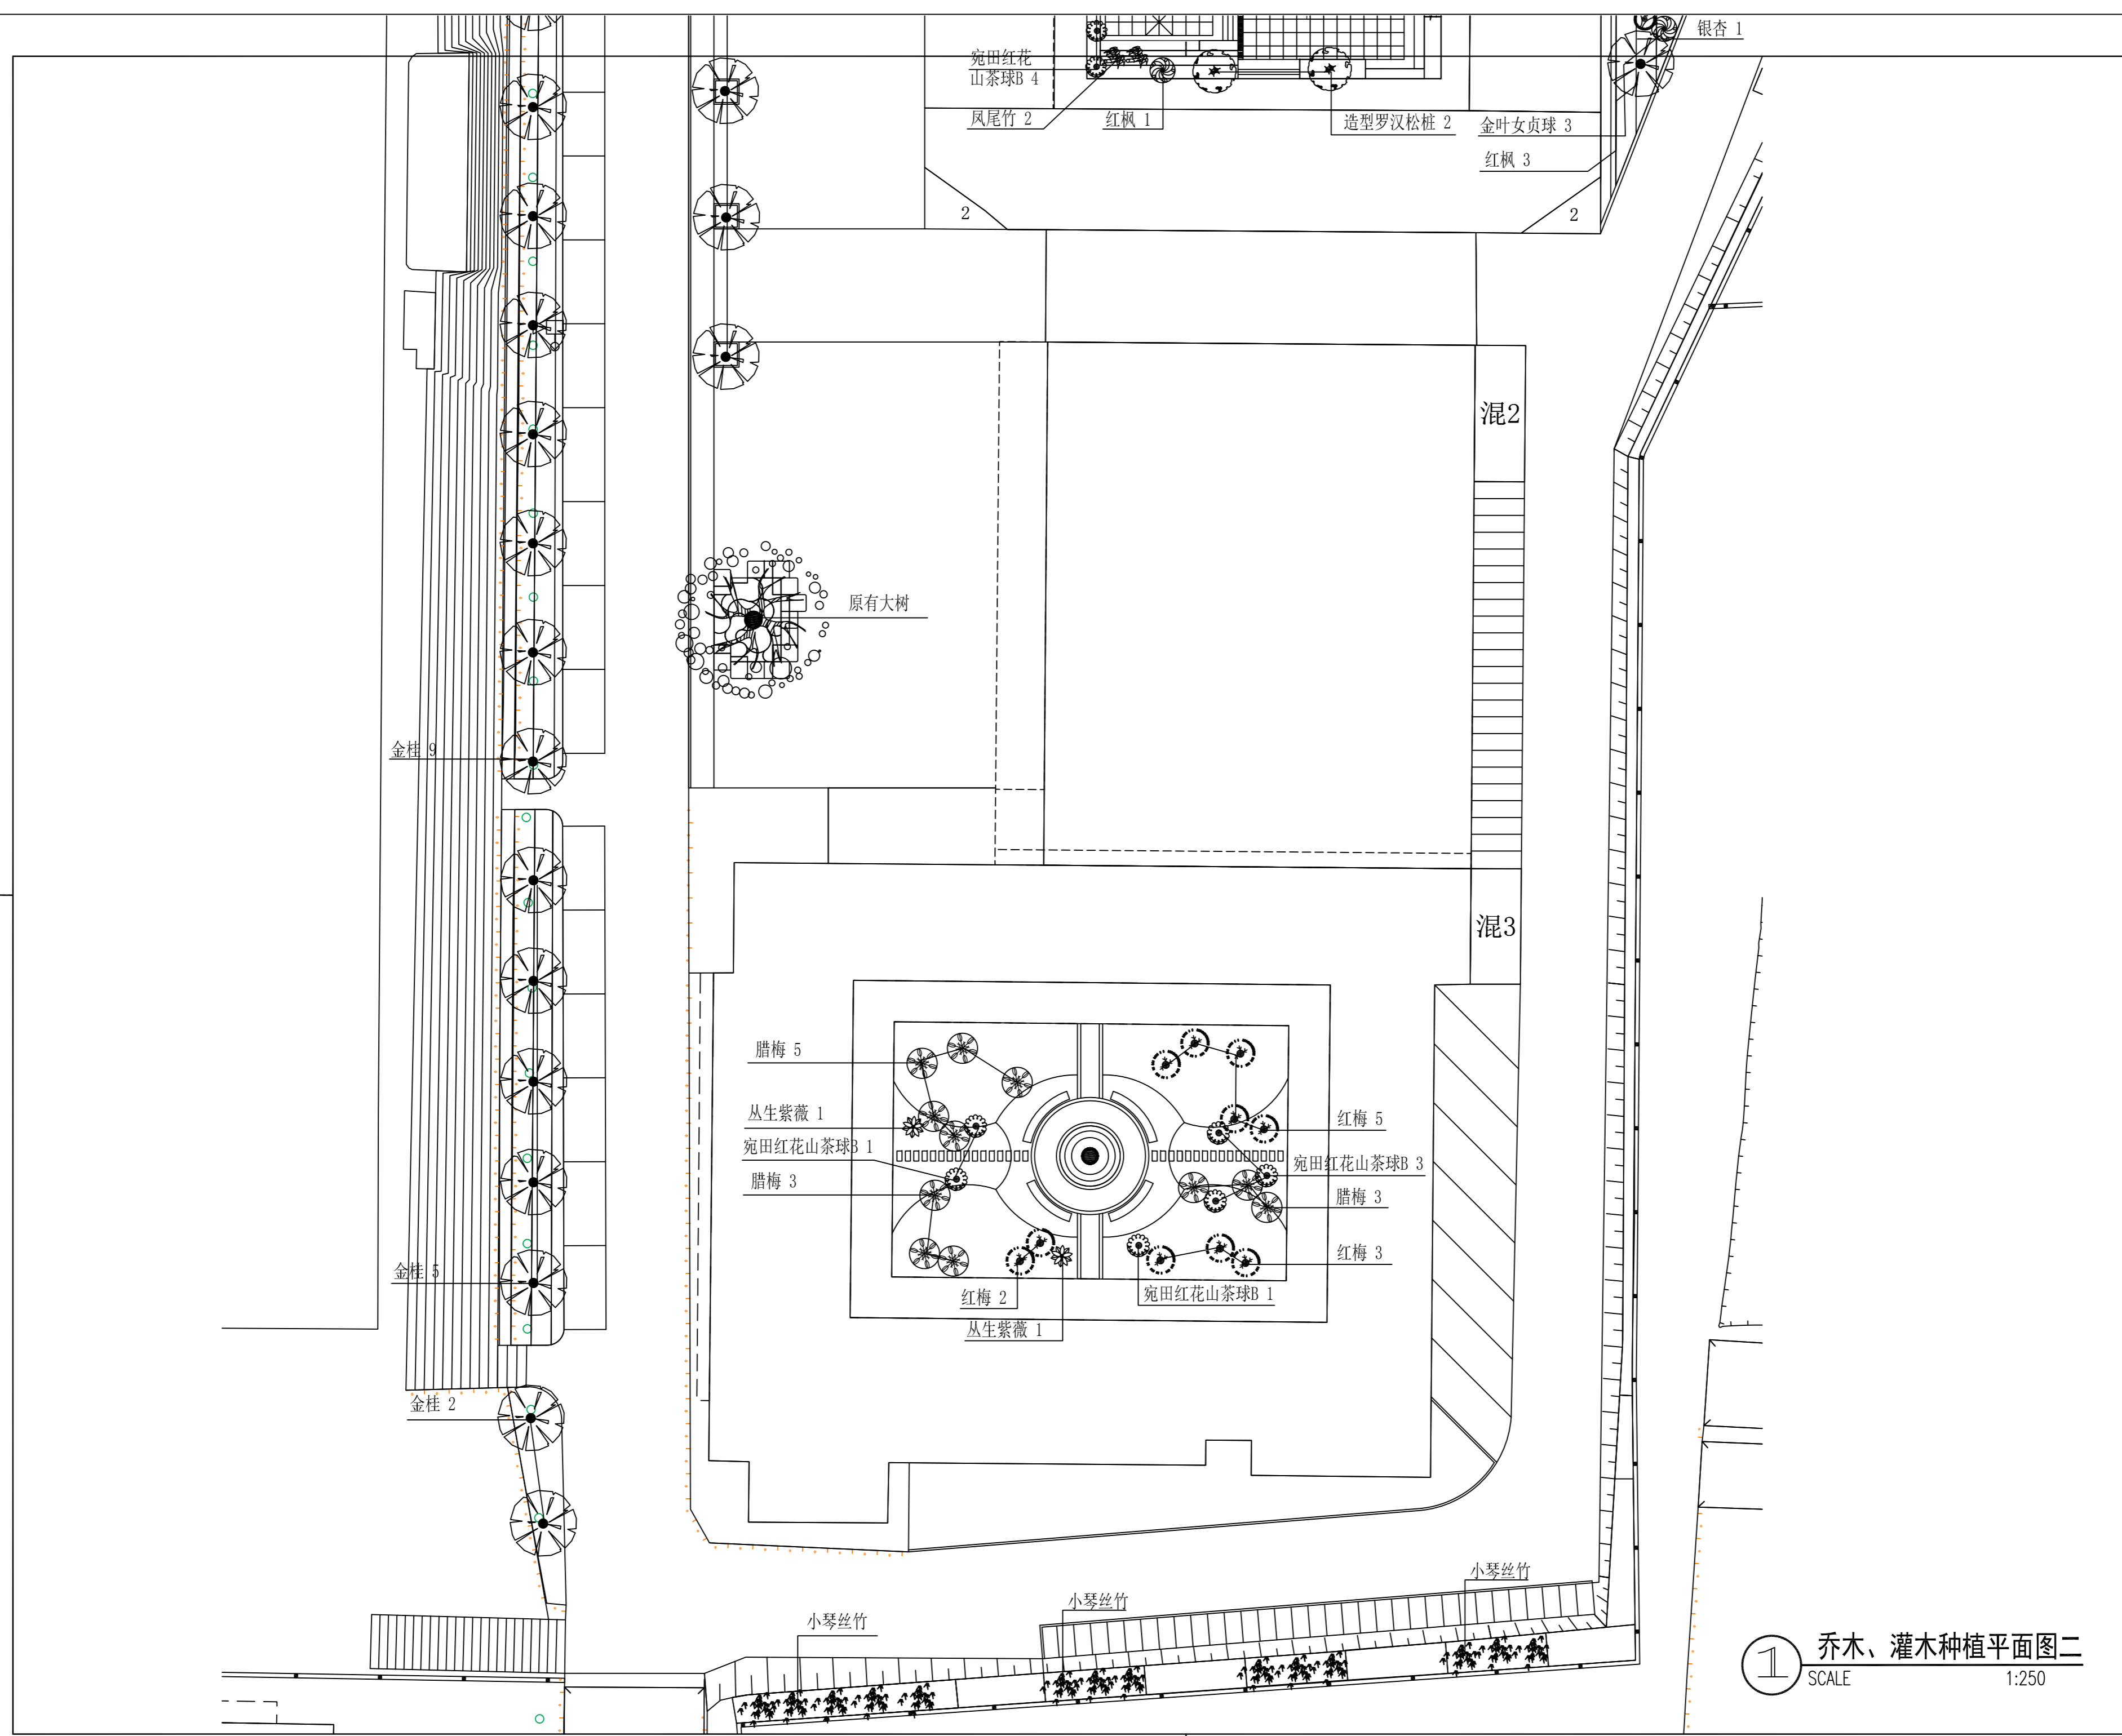 银杏 1
宛田红花
山茶球B 4
凤尾竹 2
红枫 1
造型罗汉松桩 2
金叶女贞球 3
红枫 3
2
2
混2
原有大树
金桂 9
混3
腊梅 5
丛生紫薇 1
宛田红花山茶球B 1
腊梅 3
红梅 5
宛田红花山茶球B 3
腊梅 3
红梅 3
金桂 5
红梅 2
宛田红花山茶球B 1
丛生紫薇 1
金桂 2
小琴丝竹
小琴丝竹
小琴丝竹
1 乔木、灌木种植平面图二
SCALE 1:250